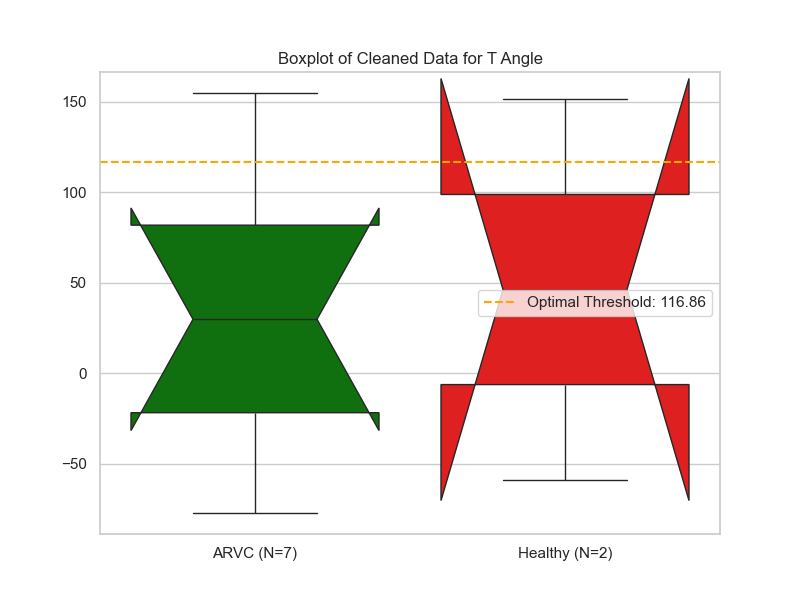 Boxplot of Cleaned Data for T Angle
150
100
50
0
−50
Optimal Threshold: 116.86
ARVC (N=7)
Healthy (N=2)